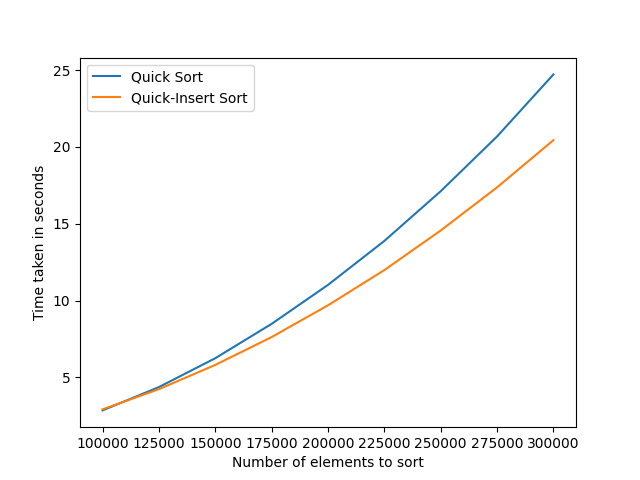 Quick Sort
Quick-Insert Sort
Time taken in seconds
25
20
15
10
5
100000 125000 150000 175000 200000 225000 250000 275000 300000
Number of elements to sort